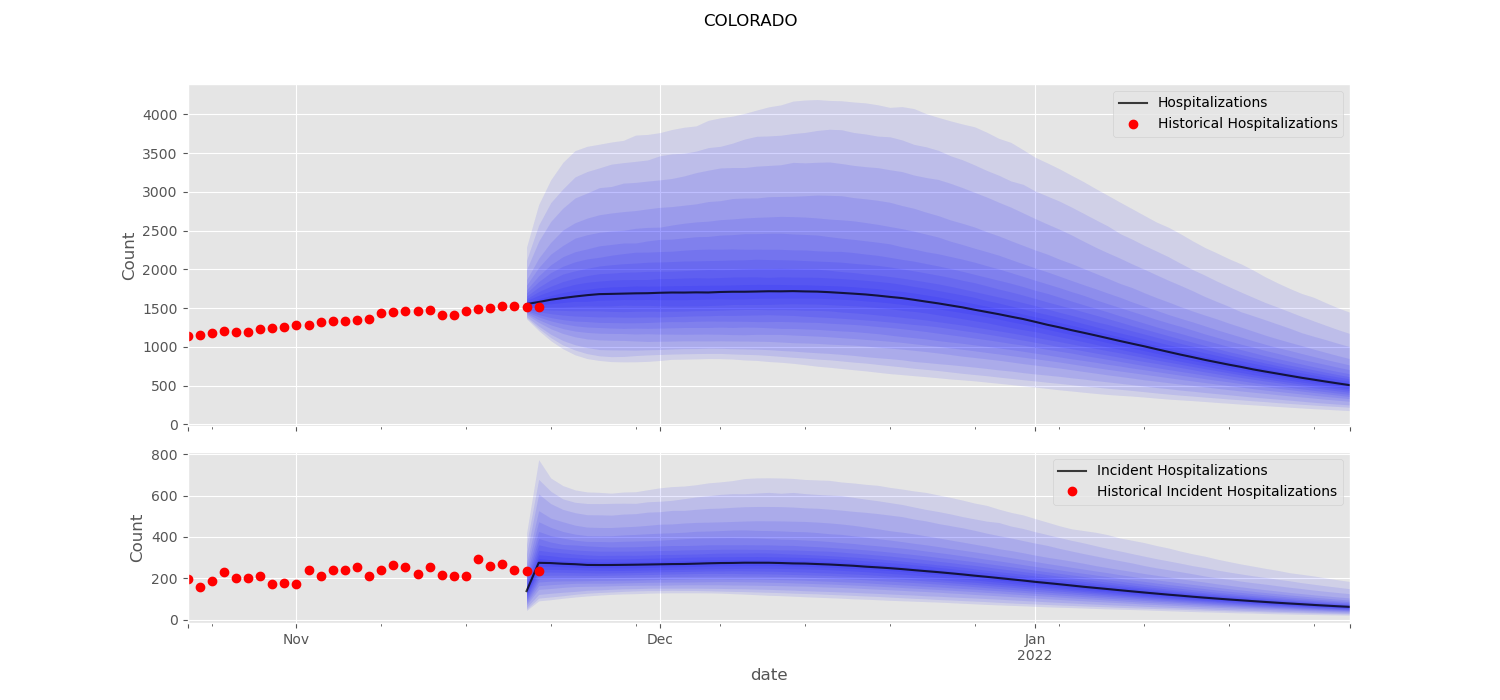 COLORADO
Count
4000
3500
3000
2500
2000
1500
1000
500
0
Hospitalizations
Historical Hospitalizations
Count
800
600
400
200
0
Incident Hospitalizations
Historical Incident Hospitalizations
Nov
Dec
Jan
2022
date